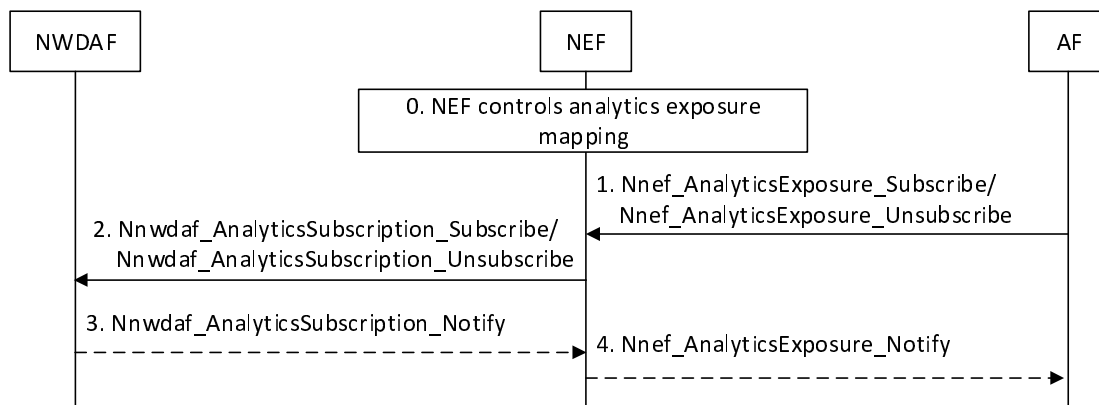 NWDAF
NEF
AF
0. NEF controls analytics exposure
mapping
1. Nnef_AnalyticsExposure_Subscribe/
Nnef_AnalyticsExposure_Unsubscribe
2. Nnwdaf_AnalyticsSubscription_Subscribe/
Nnwdaf_AnalyticsSubscription_Unsubscribe
3. Nnwdaf_AnalyticsSubscription_Notify
4. Nnef_AnalyticsExposure_Notify